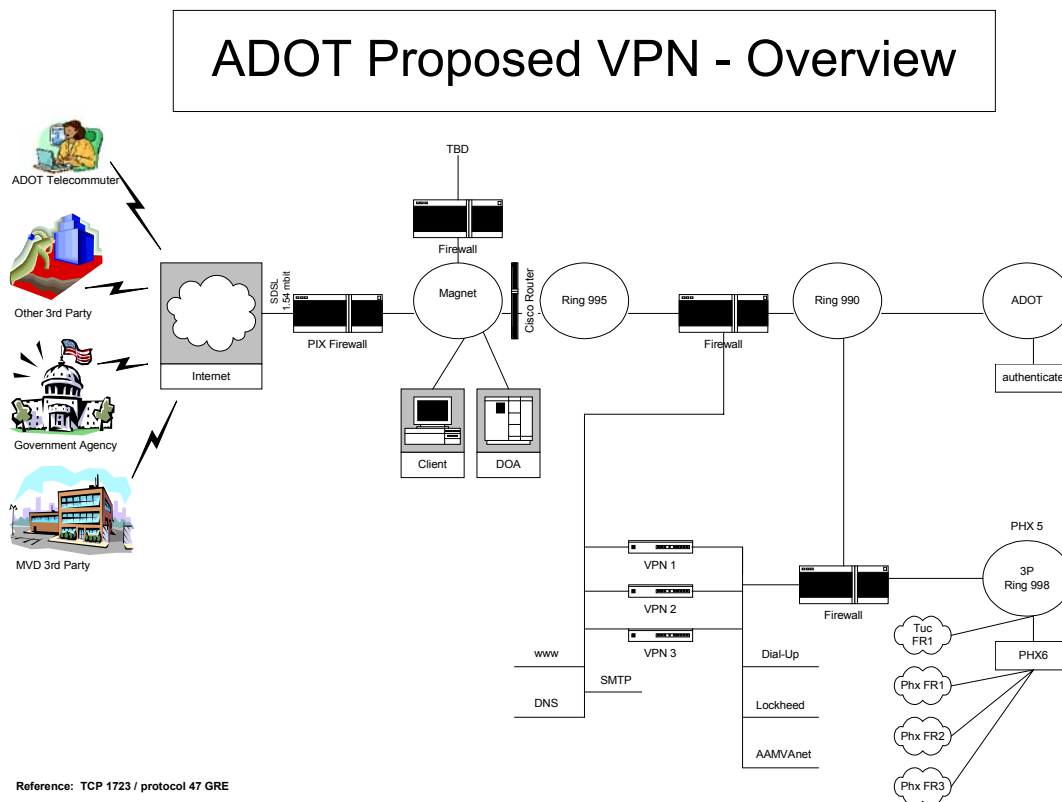 ADOT Proposed VPN - Overview
ADOT Telecommuter
Other 3rd Party
Government Agency
MVD 3rd Party
Internet
SDSL
1.54 mbit
PIX Firewall
TBD
Firewall
Magnet
Cisco Router
Client
DOA
Ring 995
Firewall
Ring 990
ADOT
authenticate
VPN 1
VPN 2
VPN 3
www
SMTP
DNS
Dial-Up
Lockheed
AAMVAnet
Firewall
PHX 5
3P
Ring 998
PHX6
Tuc
FR1
Phx FR1
Phx FR2
Phx FR3
Reference: TCP 1723 / protocol 47 GRE